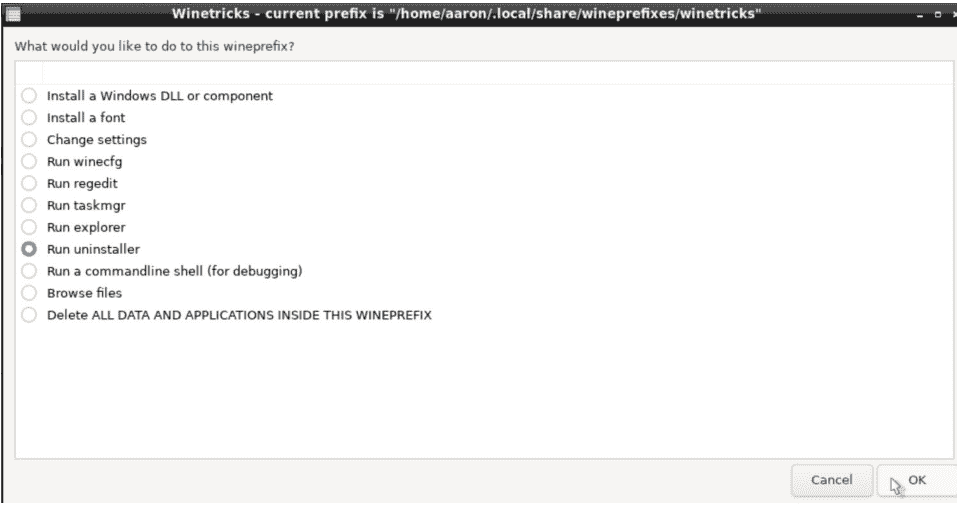 Winetricks - current prefix is "/home/aaron/.local/share/wineprefixes/winetricks"
What would you like to do to this wineprefix?
Install a Windows DLL or component
Install a font
Change settings
Run winecfg
Run regedit
Run taskmgr
Run explorer
Run uninstaller
Run a commandline shell (for debugging)
Browse files
Delete ALL DATA AND APPLICATIONS INSIDE THIS WINEPREFIX
Cancel OK